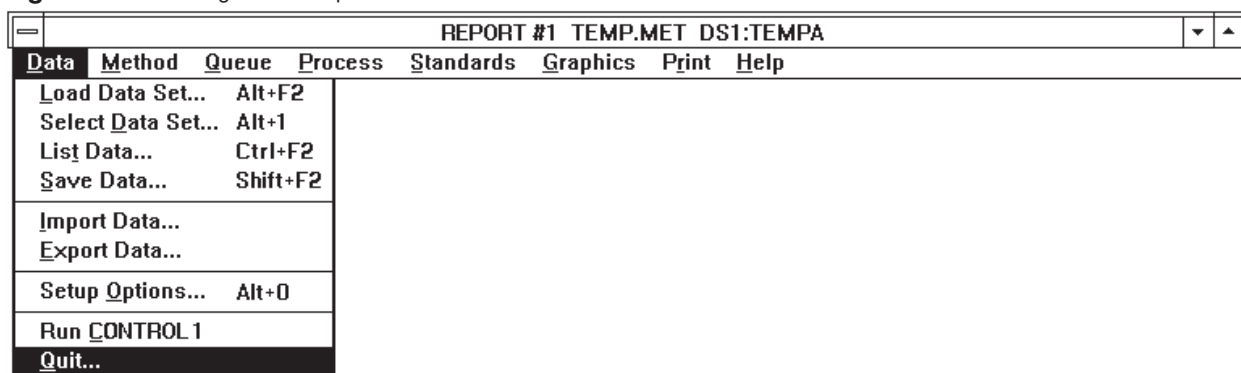 REPORT #1 TEMP.MET DS1:TEMPA
Data Method Queue Process Standards Graphics Print Help
Load Data Set... Alt+F2
Select Data Set... Alt+1
List Data... Ctrl+F2
Save Data... Shift+F2
Import Data...
Export Data...
Setup Options... Alt+O
Run CONTROL1
Quit...